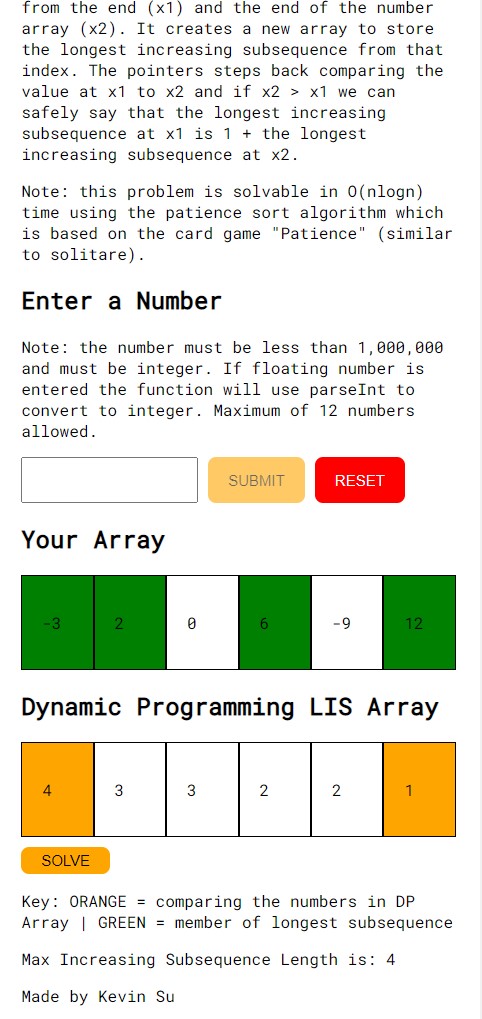 from the end (x1) and the end of the number
array (x2). It creates a new array to store
the longest increasing subsequence from that
index. The pointers steps back comparing the
value at x1 to x2 and if x2 > x1 we can
safely say that the longest increasing
subsequence at x1 is 1 + the longest
increasing subsequence at x2.
Note: this problem is solvable in O(nlogn)
time using the patience sort algorithm which
is based on the card game "Patience" (similar
to solitare).
Enter a Number
Note: the number must be less than 1,000,000
and must be integer. If floating number is
entered the function will use parseInt to
convert to integer. Maximum of 12 numbers
allowed.
SUBMIT RESET
Your Array
-3 2 0 6 -9 12
Dynamic Programming LIS Array
4 3 3 2 2 1
SOLVE
Key: ORANGE = comparing the numbers in DP
Array | GREEN = member of longest subsequence
Max Increasing Subsequence Length is: 4
Made by Kevin Su